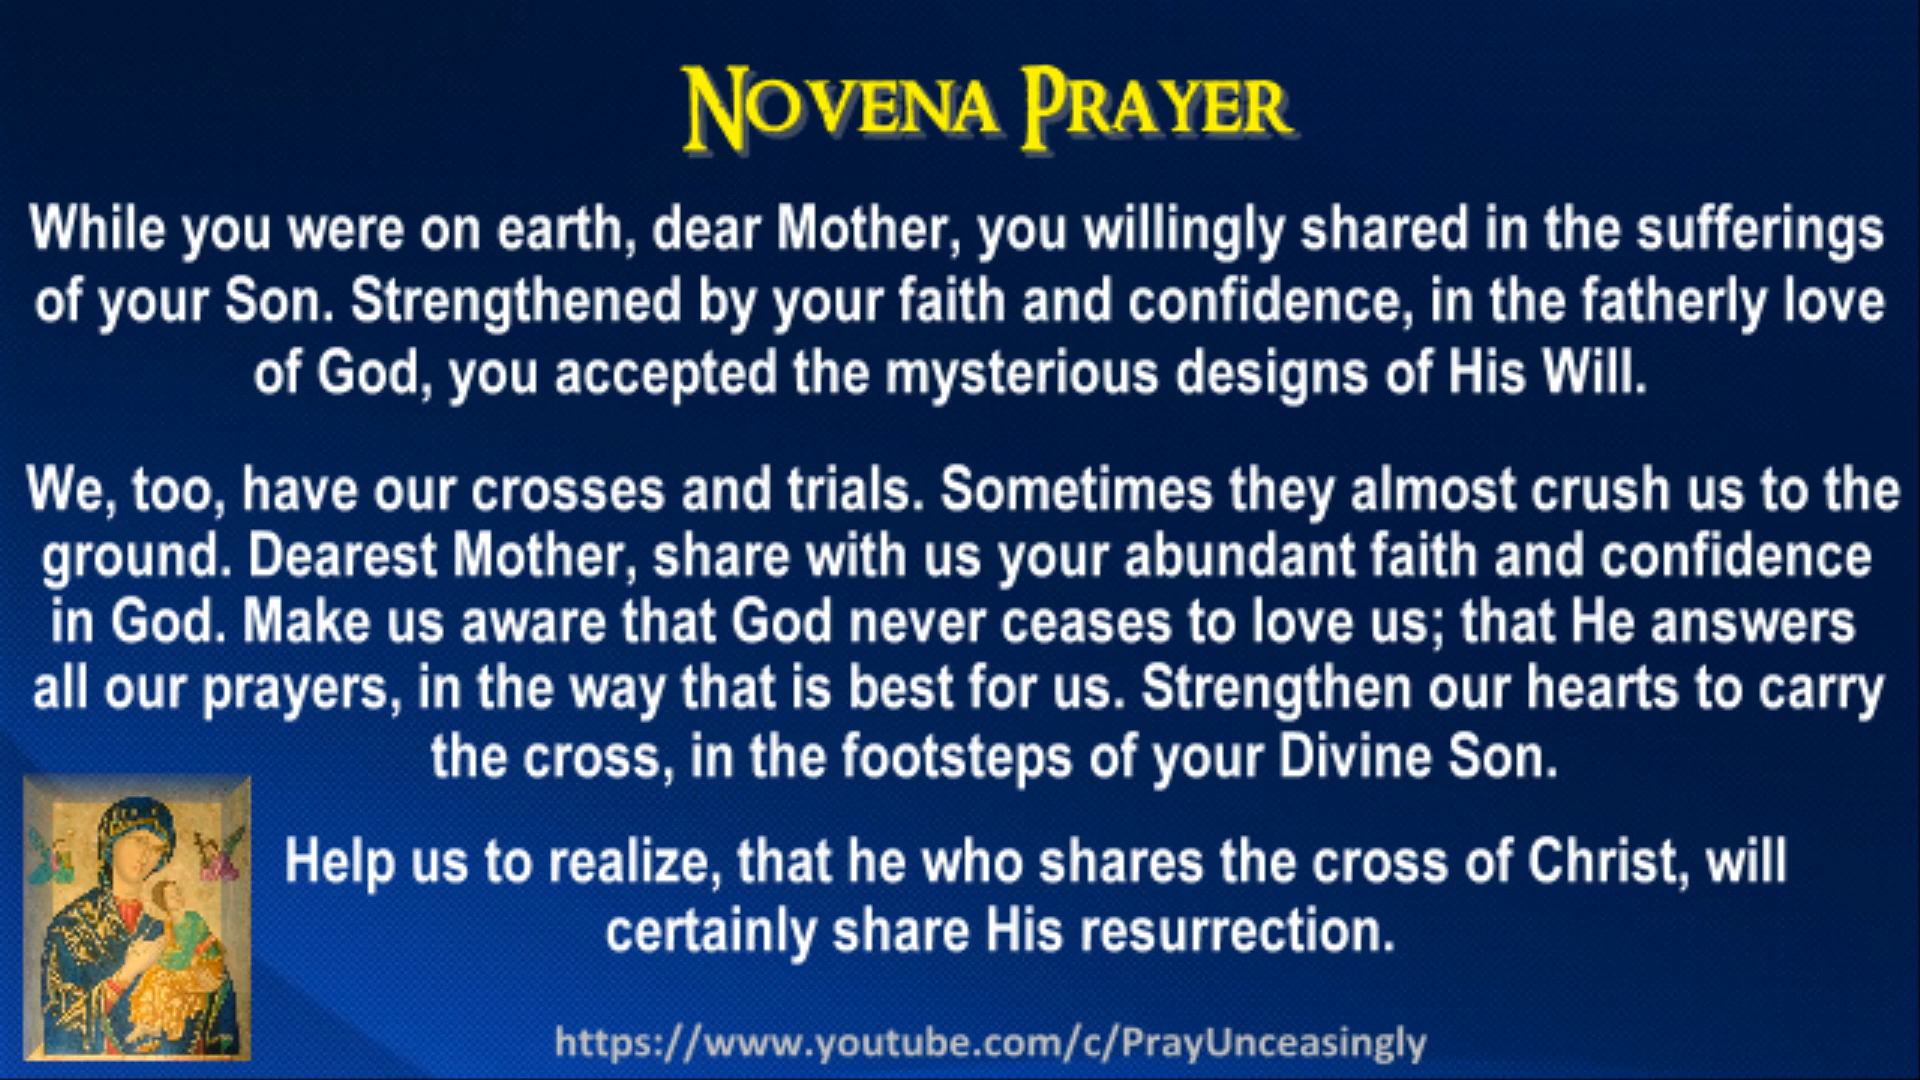 Novena Prayer
While you were on earth, dear Mother, you willingly shared in the sufferings
of your Son. Strengthened by your faith and confidence, in the fatherly love
of God, you accepted the mysterious designs of His Will.
We, too, have our crosses and trials. Sometimes they almost crush us to the
ground. Dearest Mother, share with us your abundant faith and confidence
in God. Make us aware that God never ceases to love us; that He answers
all our prayers, in the way that is best for us. Strengthen our hearts to carry
the cross, in the footsteps of your Divine Son.
Help us to realize, that he who shares the cross of Christ, will
certainly share His resurrection.
https://www.youtube.com/c/PrayUnceasingly